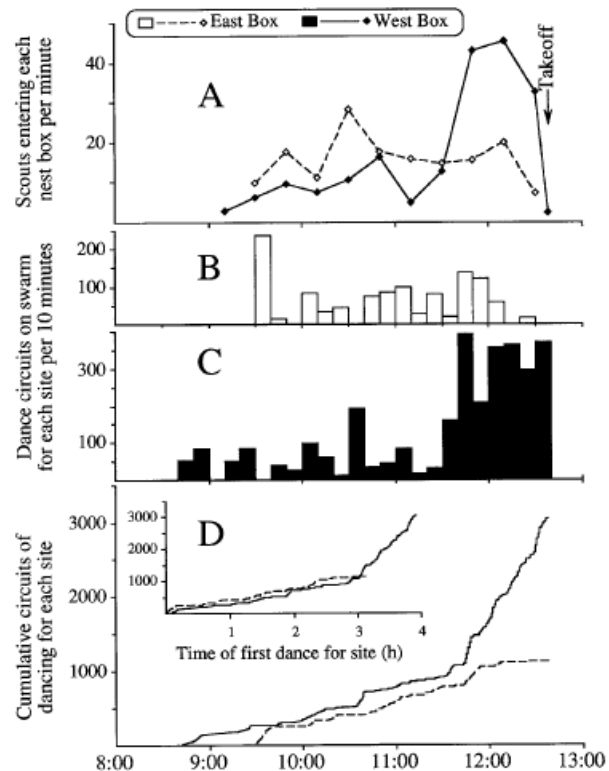 East Box West Box
Scouts entering each
nest box per minute
40
20
A
Takeoff
Dance circuits on swarm
for each site per 10 minutes
200
100
B
300
100
C
Cumulative circuits of
dancing for each site
3000
2000
1000
D
3000
2000
1000
1 2 3 4
Time of first dance for site (h)
8:00 9:00 10:00 11:00 12:00 13:00